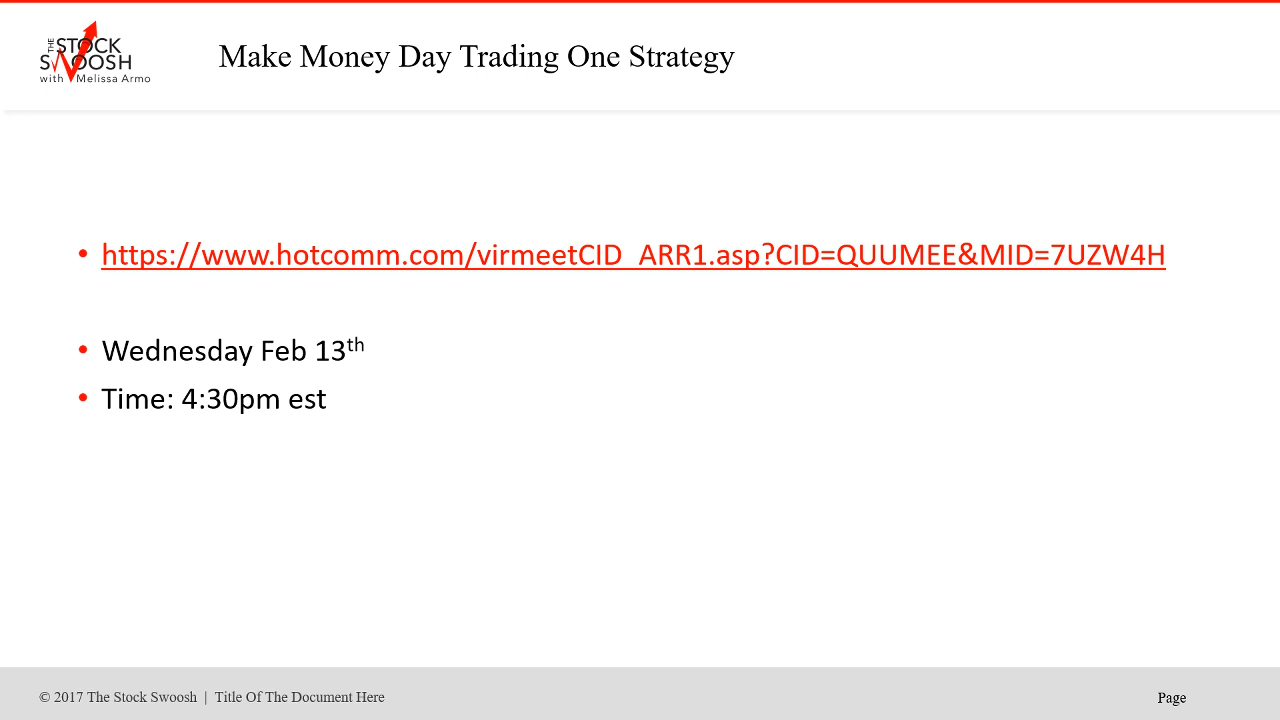 THE STOCK
SWOOSH
with Melissa Armo
Make Money Day Trading One Strategy
• https://www.hotcomm.com/virmeetCID_ARR1.asp?CID=QUUMEE&MID=7UZW4H
• Wednesday Feb 13th
• Time: 4:30pm est
© 2017 The Stock Swoosh | Title Of The Document Here
Page